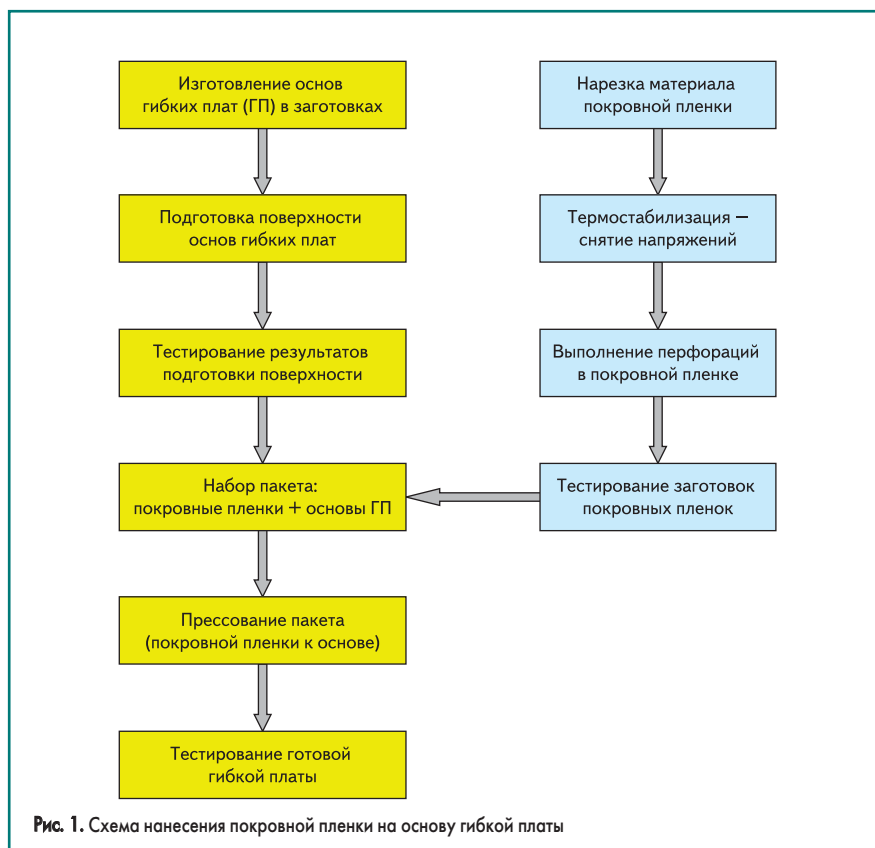 Изготовление основ
гибких плат (ГП) в заготовках
Подготовка поверхности
основ гибких плат
Тестирование результатов
подготовки поверхности
Набор пакета:
покровные пленки + основы ГП
Прессование пакета
(покровной пленки к основе)
Тестирование готовой
гибкой платы
Нарезка материала
покровной пленки
Термостабилизация –
снятие напряжений
Выполнение перфораций
в покровной пленке
Тестирование заготовок
покровных пленок
Рис. 1. Схема нанесения покровной пленки на основу гибкой платы